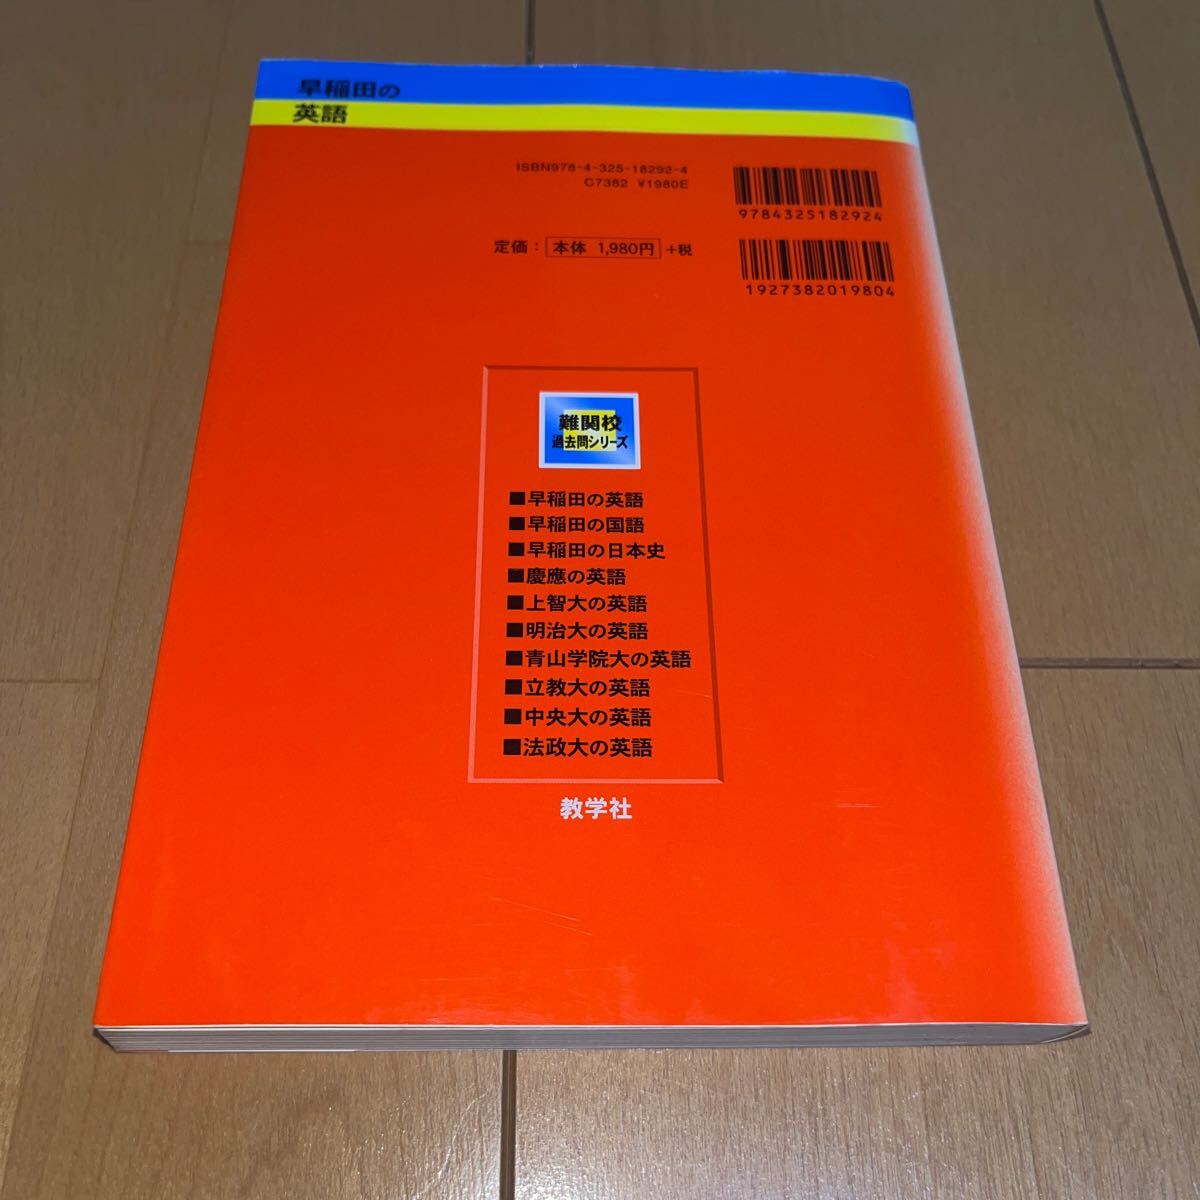 早稲田の
英語
ISBN978-4-325-18292-4
C7382 ¥1980E
9784325182924
定価： 本体 1,980円 +税
1927382019804
難関校
過去問シリーズ
■早稲田の英語
■早稲田の国語
■早稲田の日本史
■慶應の英語
■上智大の英語
■明治大の英語
■青山学院大の英語
■立教大の英語
■中央大の英語
■法政大の英語
教学社